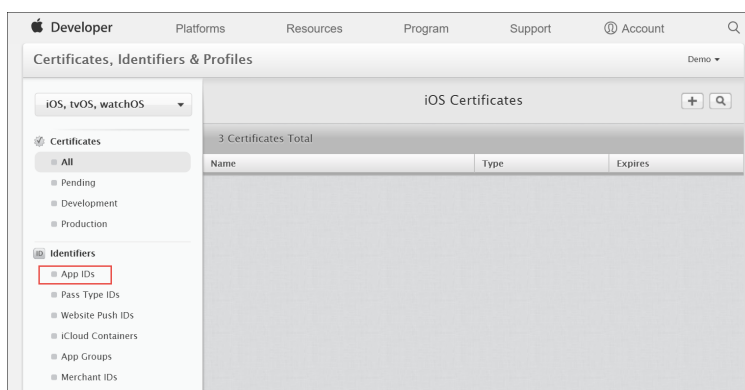 Developer Platforms Resources Program Support Account
Certificates, Identifiers & Profiles Demo
iOS, tvOS, watchOS
iOS Certificates
Certificates
3 Certificates Total
All
Name Type Expires
Pending
Development
Production
ID Identifiers
App IDs
Pass Type IDs
Website Push IDs
iCloud Containers
App Groups
Merchant IDs